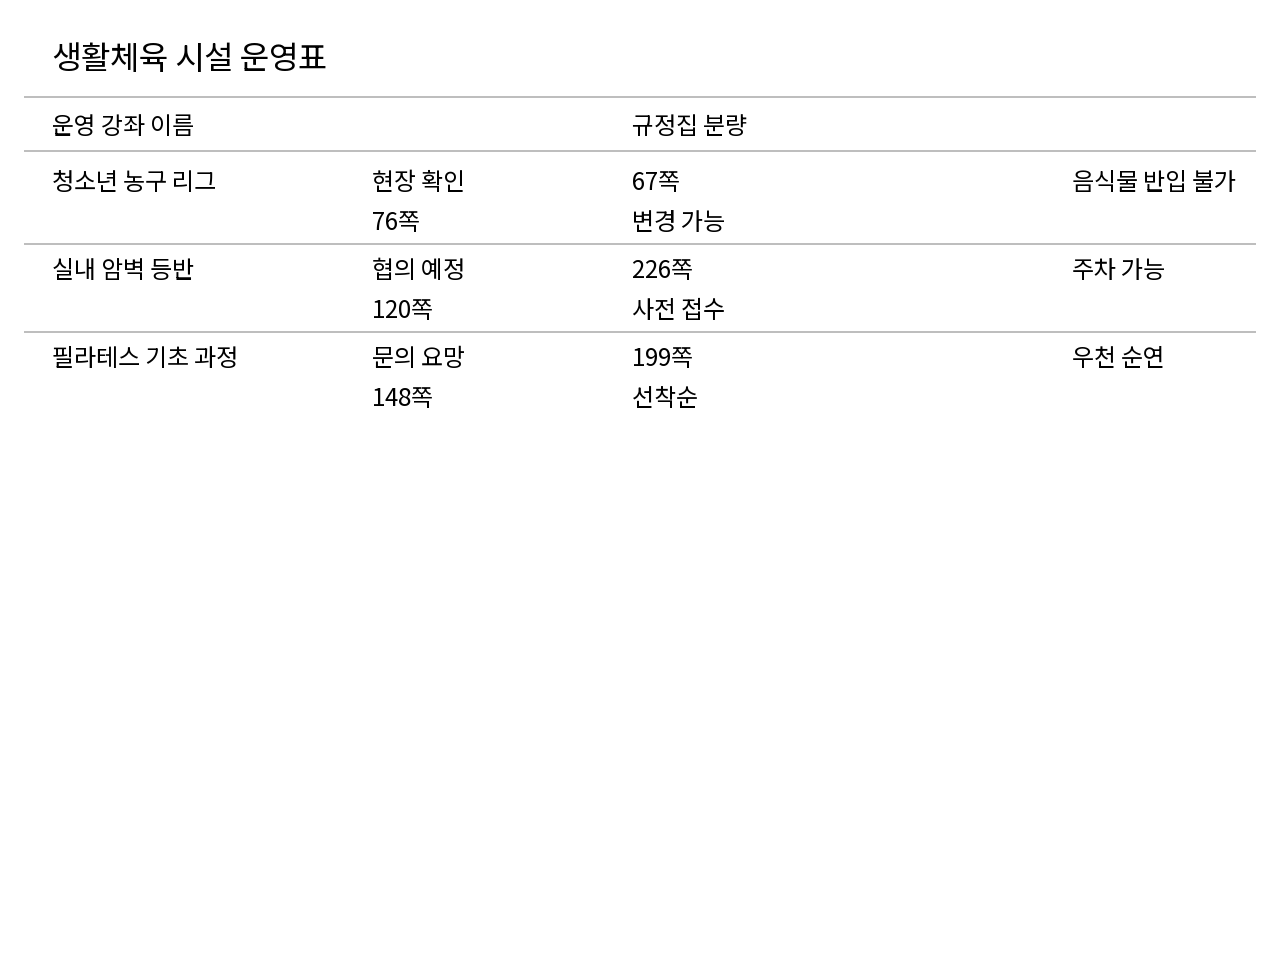 생활체육 시설 운영표
운영 강좌 이름 규정집 분량
청소년 농구 리그 현장 확인 67쪽 음식물 반입 불가
76쪽 변경 가능
실내 암벽 등반 협의 예정 226쪽 주차 가능
120쪽 사전 접수
필라테스 기초 과정 문의 요망 199쪽 우천 순연
148쪽 선착순